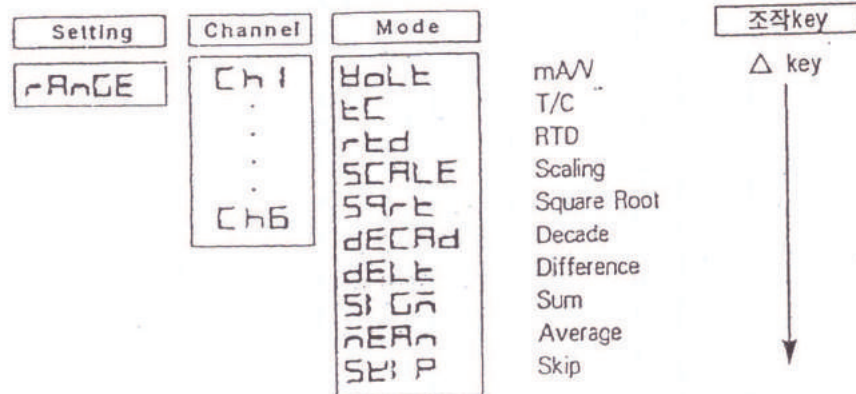 Setting Channel Mode 조작key
rAnGE Ch1 VoLt mA/V △ key
tC T/C
rtd RTD
SCALE Scaling
Sqrt Square Root
Ch6 dECAd Decade
dELt Difference
SIGm Sum
mEAn Average
SkiP Skip